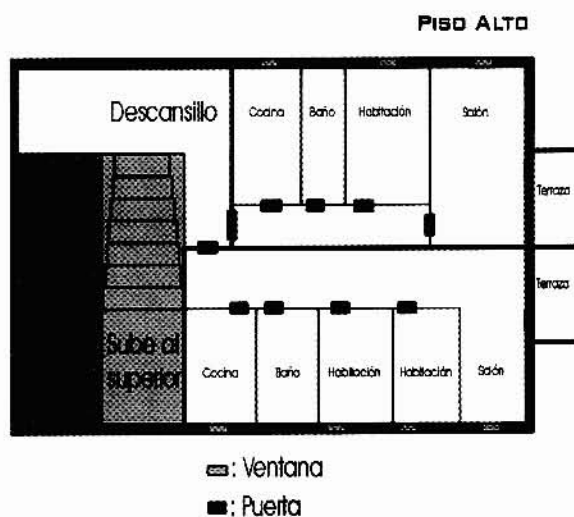 PISO ALTO
Descansillo
Cocina
Baño
Habitación
Salón
Terraza
Terraza
Sube al
superior
Cocina
Baño
Habitación
Habitación
Salón
: Ventana
: Puerta